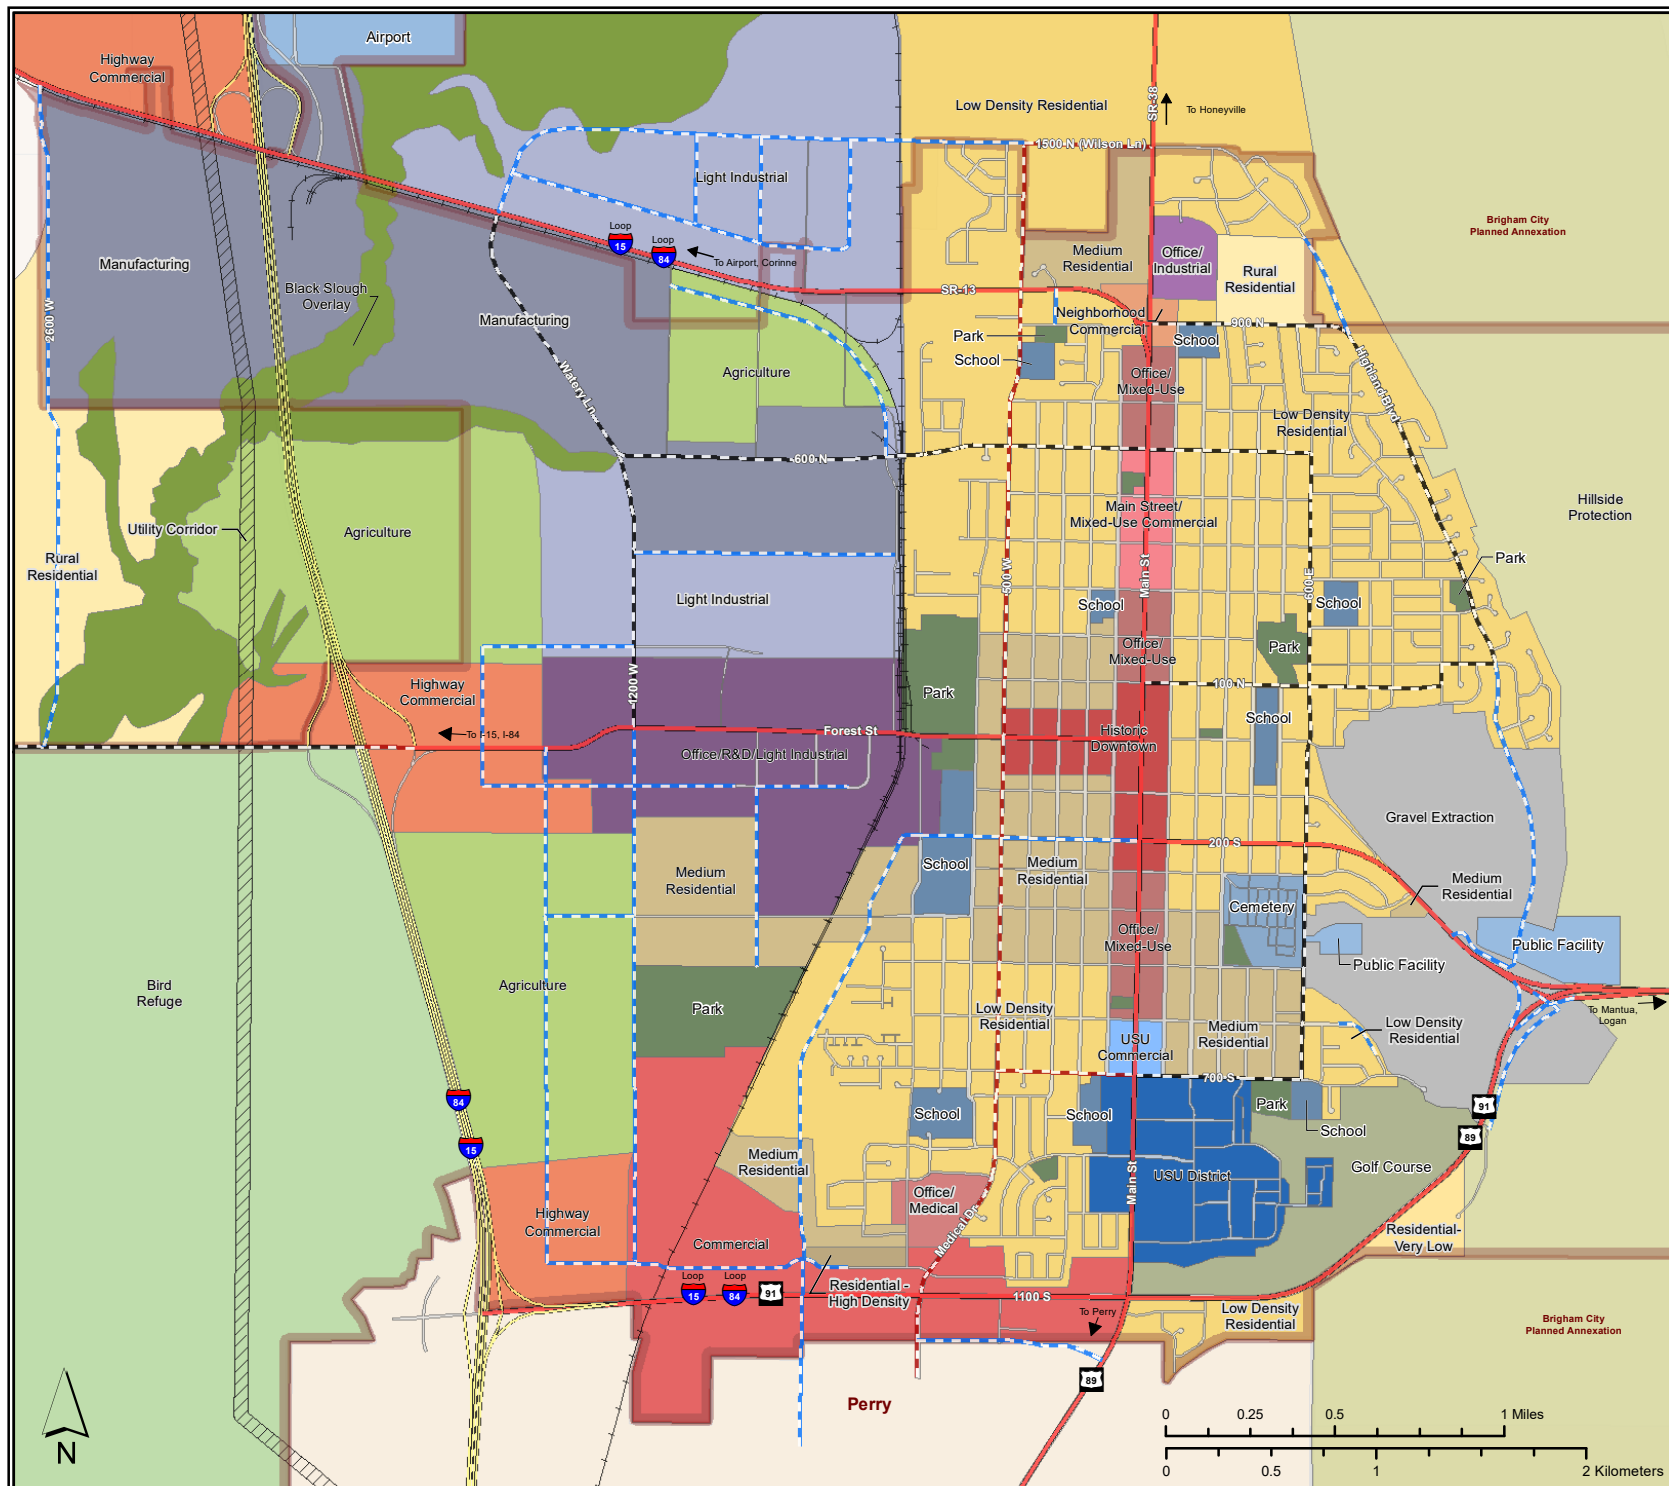 Airport
Highway
Commercial
SR-38
To Honeyville
Low Density Residential
1500 N (Wilson Ln)
Light Industrial
Brigham City
Planned Annexation
Loop
15
Loop
84
To Airport, Corinne
Medium
Residential
Office/
Industrial
Rural
Residential
Manufacturing
Black Slough
Overlay
SR-13
2600 W
Manufacturing
Neighborhood
Commercial
900 N
Park
School
School
Highland Blvd
Watery Ln
Agriculture
Office/
Mixed-Use
Low Density
Residential
600 N
Hillside
Protection
Main Street/
Mixed-Use Commercial
Utility Corridor
Agriculture
Rural
Residential
Park
500 W
Main St
600 E
Light Industrial
School
School
Office/
Mixed-Use
Park
1200 W
Highway
Commercial
Park
100 N
School
To I-15, I-84
Forest St
Historic
Downtown
Office/R&D/Light Industrial
Gravel Extraction
200 S
School
Medium
Residential
Medium
Residential
Medium
Residential
Cemetery
Office/
Mixed-Use
Public Facility
Public Facility
Bird
Refuge
Agriculture
Park
Low Density
Residential
To Mantua,
Logan
USU
Commercial
Medium
Residential
Low Density
Residential
700 S
84
15
School
School
Park
School
91
89
Medium
Residential
Golf Course
USU District
Main St
Office/
Medical
Medical Dr
Highway
Commercial
Commercial
Residential-
Very Low
Loop
15
Loop
84
91
Residential -
High Density
1100 S
To Perry
Low Density
Residential
Brigham City
Planned Annexation
89
Perry
N
0 0.25 0.5 1 Miles
0 0.5 1 2 Kilometers